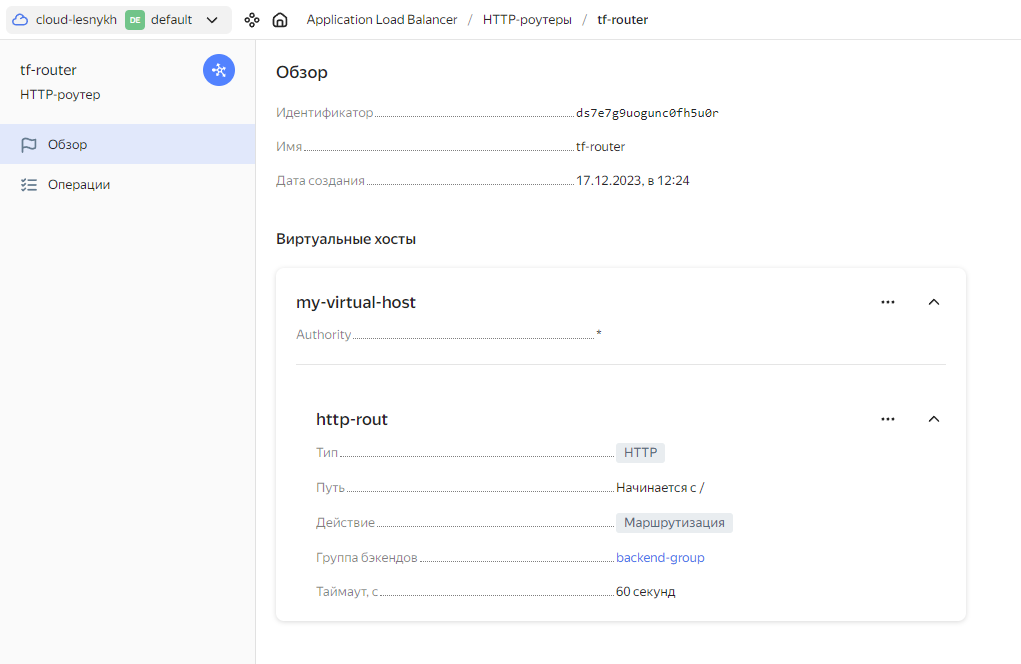 cloud-lesnykh DE default Application Load Balancer / HTTP-роутеры / tf-router
tf-router
HTTP-роутер
Обзор
Операции
Обзор
Идентификатор ds7e7g9uogunc0fh5u0r
Имя tf-router
Дата создания 17.12.2023, в 12:24
Виртуальные хосты
my-virtual-host
Authority *
http-rout
Тип HTTP
Путь Начинается с /
Действие Маршрутизация
Группа бэкендов backend-group
Таймаут, с 60 секунд